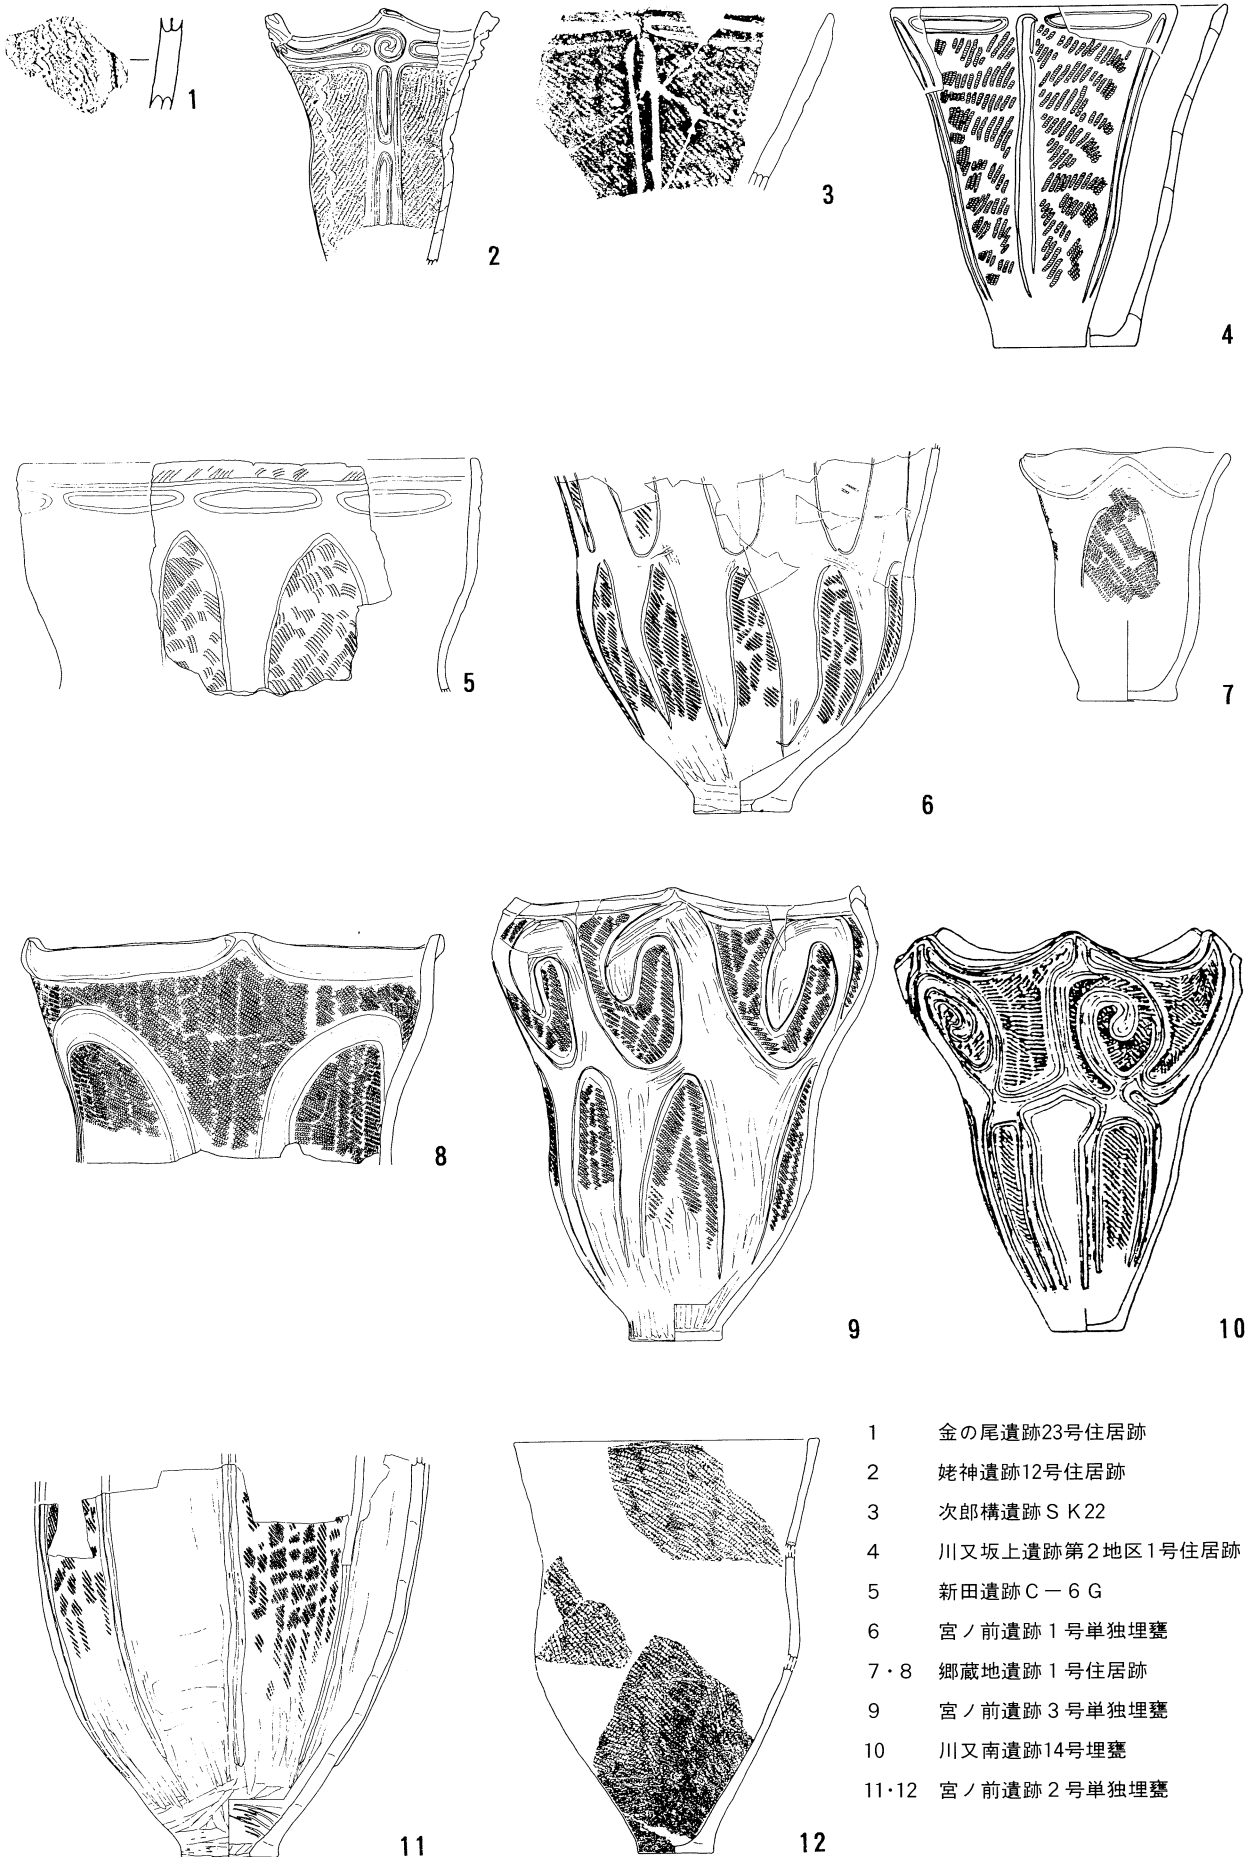 1
2
3
4
5
6
7
8
9
10
11
12
1 金の尾遺跡23号住居跡
2 姥神遺跡12号住居跡
3 次郎構遺跡ＳＫ22
4 川又坂上遺跡第２地区１号住居跡
5 新田遺跡Ｃ－６Ｇ
6 宮ノ前遺跡１号単独埋甕
7・8 郷蔵地遺跡１号住居跡
9 宮ノ前遺跡３号単独埋甕
10 川又南遺跡14号埋甕
11・12 宮ノ前遺跡２号単独埋甕